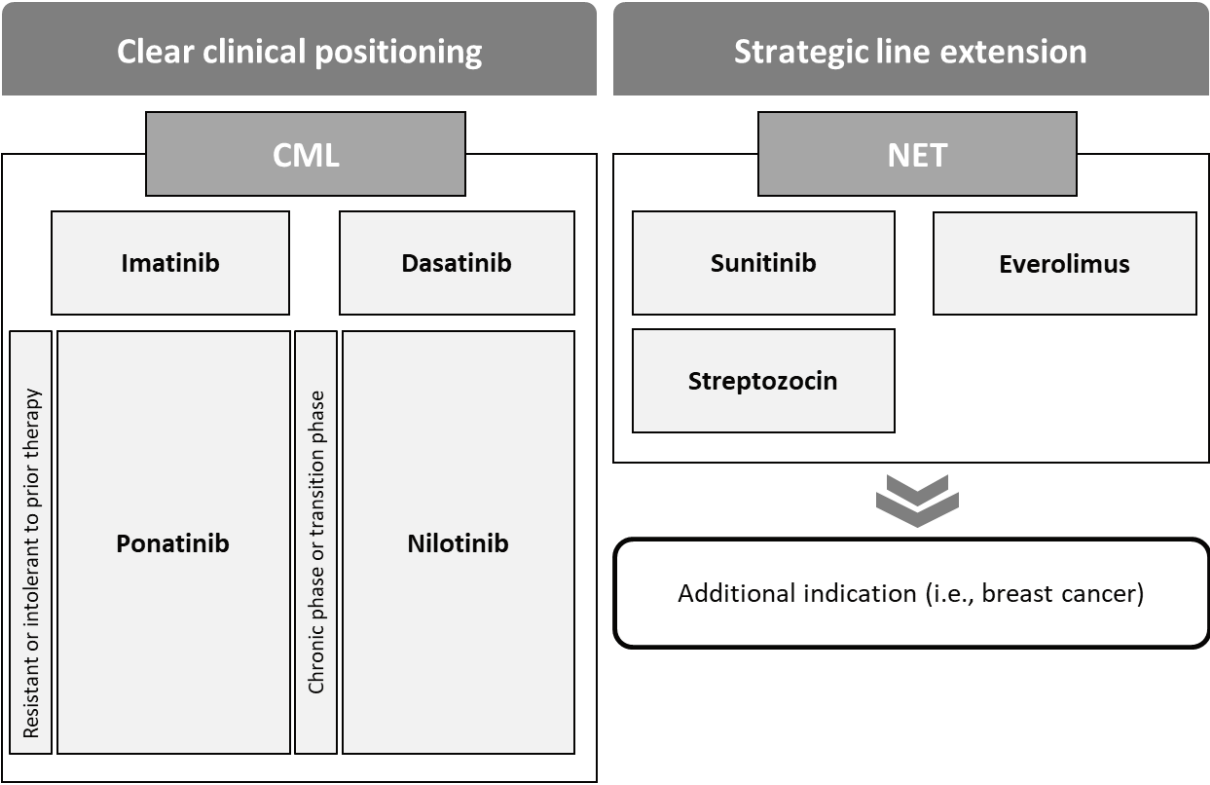 Clear clinical positioning
CML
Imatinib
Dasatinib
Resistant or intolerant to prior therapy
Ponatinib
Chronic phase or transition phase
Nilotinib
Strategic line extension
NET
Sunitinib
Everolimus
Streptozocin
Additional indication (i.e., breast cancer)